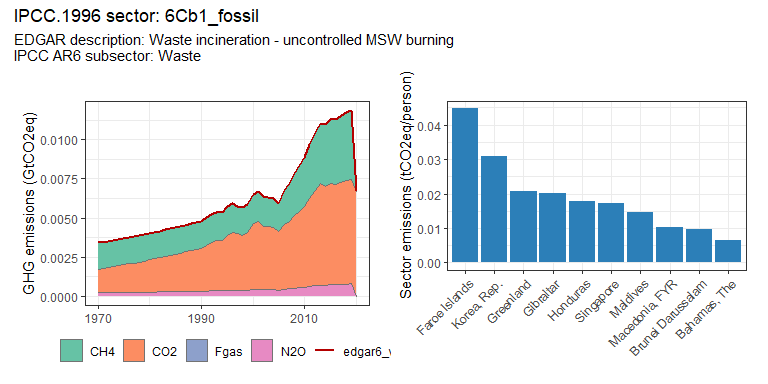 IPCC.1996 sector: 6Cb1_fossil
EDGAR description: Waste incineration - uncontrolled MSW burning
IPCC AR6 subsector: Waste
GHG emissions (GtCO2eq)
0.0100
0.0075
0.0050
0.0025
0.0000
1970
1990
2010
CH4 CO2 Fgas N2O edgar6_v
Sector emissions (tCO2eq/person)
0.04
0.03
0.02
0.01
0.00
Faroe Islands
Korea, Rep.
Greenland
Gibraltar
Honduras
Singapore
Maldives
Macedonia, FYR
Brunei Darussalam
Bahamas, The